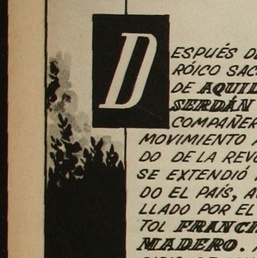 DESPUÉS DE
RÓICO SAC
DE AQUIL
SERDÁN
COMPAÑER
MOVIMIENTO A
DO DE LA REVO
SE EXTENDIÓ
DO EL PAÍS, A
LLADO POR EL
TOL FRANCI
MADERO.